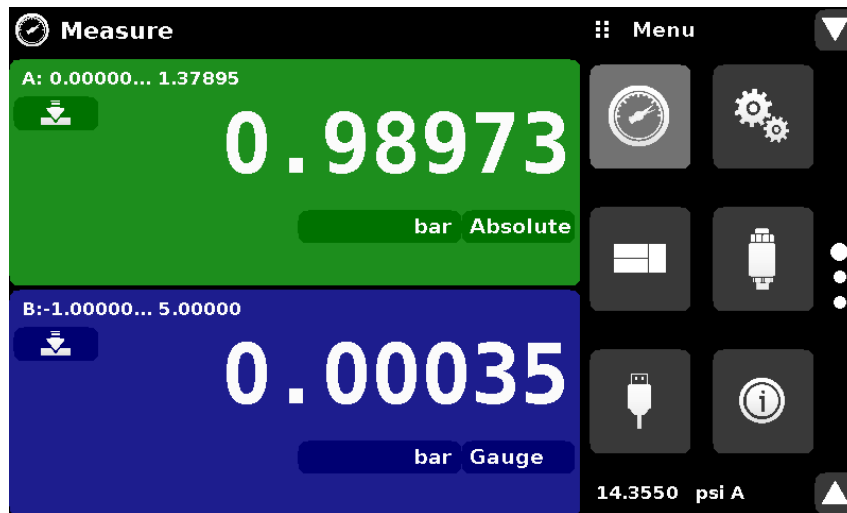 Measure
Menu
A: 0.00000... 1.37895
0.98973
bar Absolute
B:-1.00000... 5.00000
0.00035
bar Gauge
14.3550 psi A